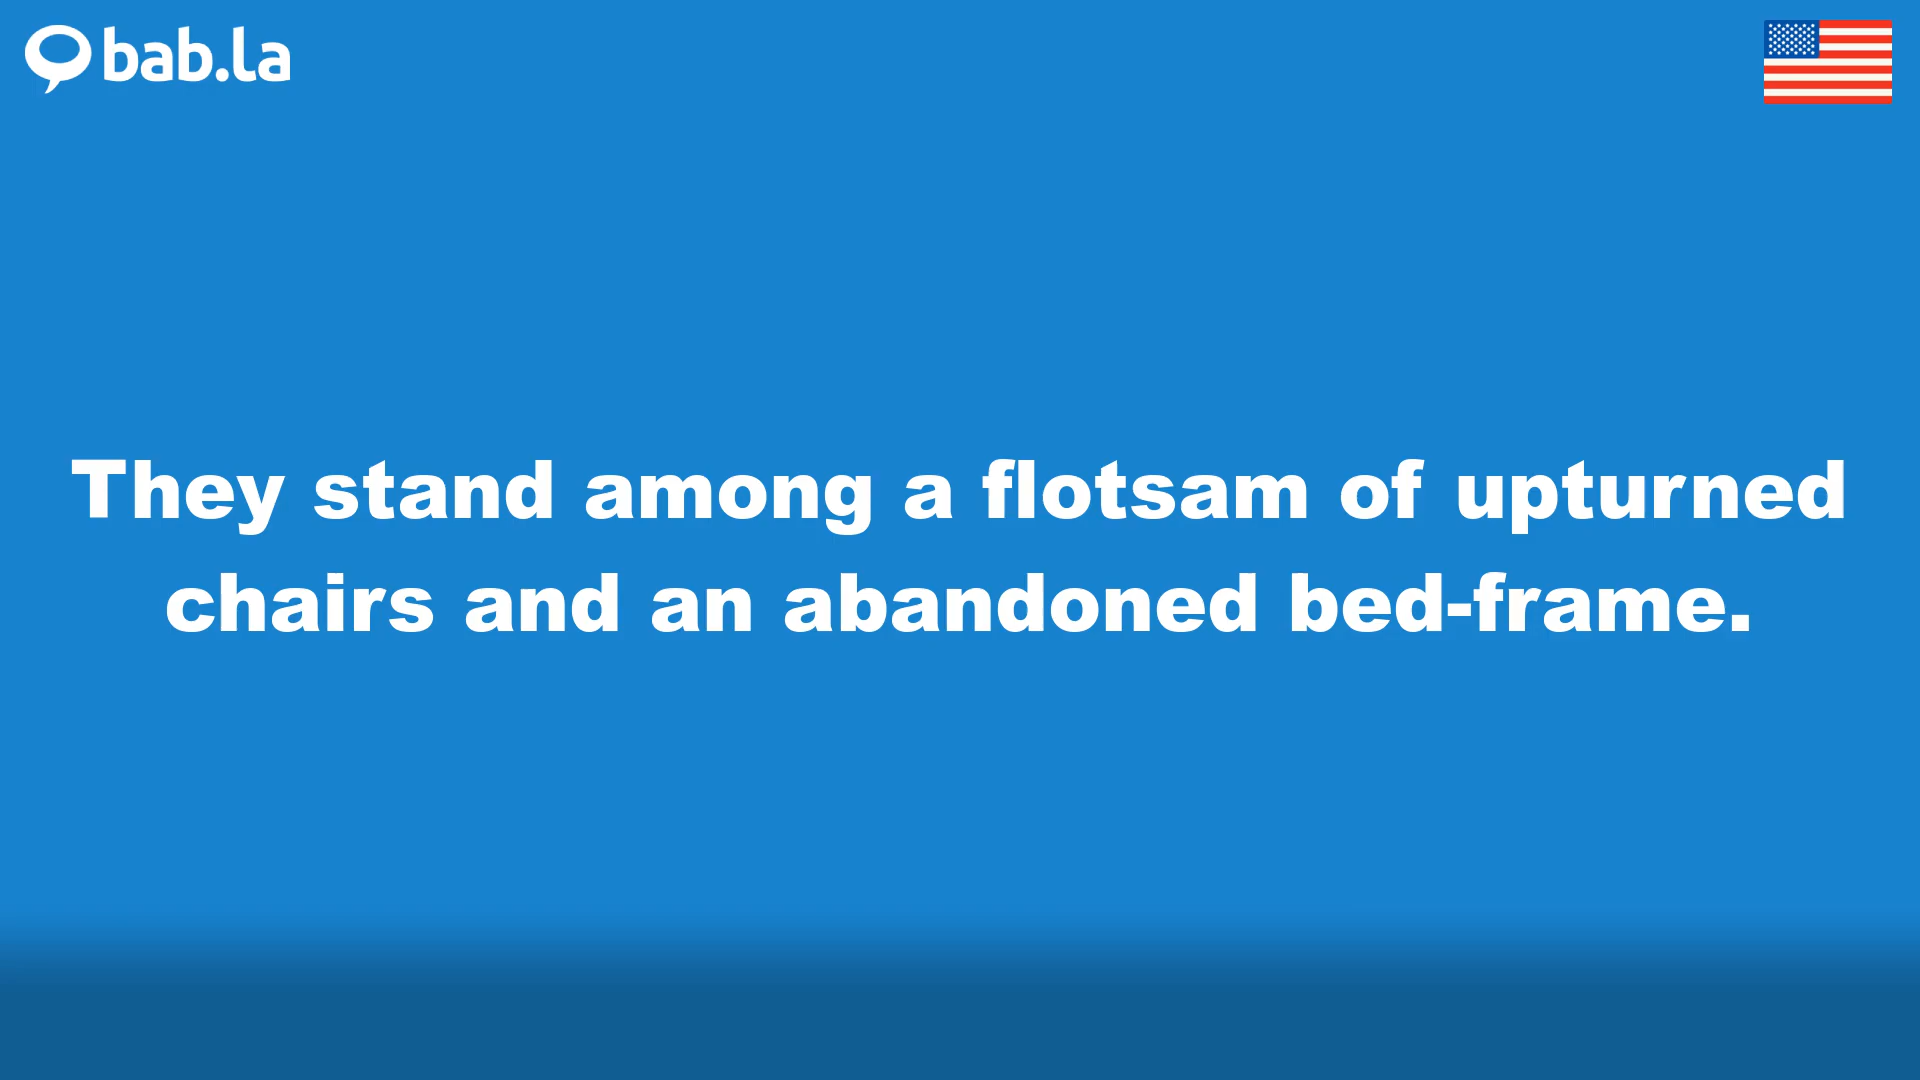 bab.la
They stand among a flotsam of upturned
chairs and an abandoned bed-frame.